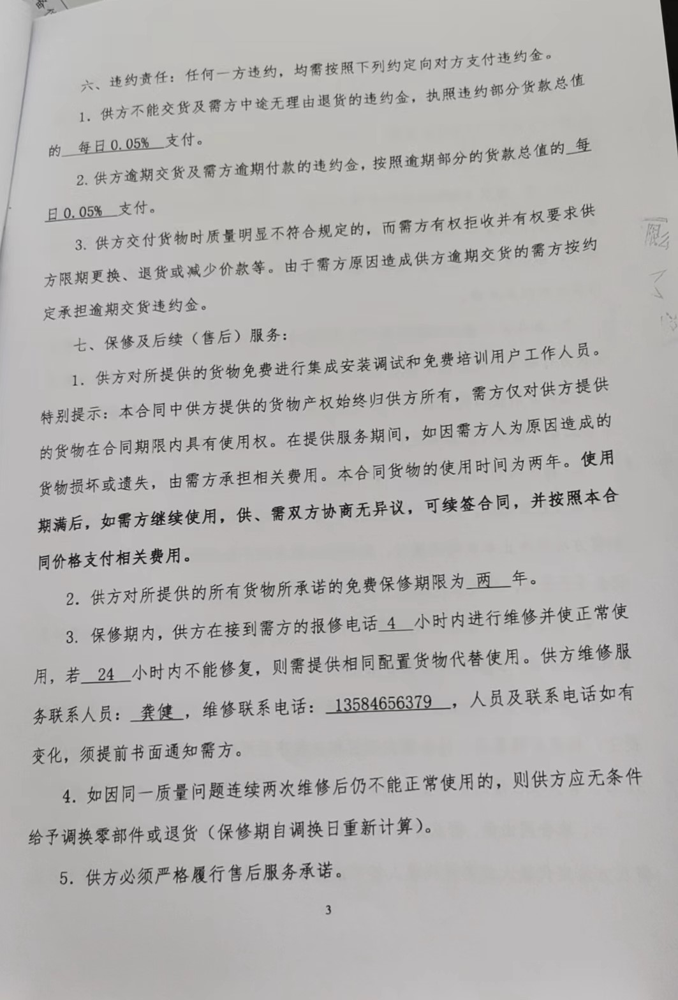 六、违约责任：任何一方违约，均需按照下列约定向对方支付违约金。
1. 供方不能交货及需方中途无理由退货的违约金，执照违约部分货款总值
的 每日0.05% 支付。
2. 供方逾期交货及需方逾期付款的违约金，按照逾期部分的货款总值的 每
日0.05% 支付。
3. 供方交付货物时质量明显不符合规定的，而需方有权拒收并有权要求供
方限期更换、退货或减少价款等。由于需方原因造成供方逾期交货的需方按约
定承担逾期交货违约金。
七、保修及后续（售后）服务：
1. 供方对所提供的货物免费进行集成安装调试和免费培训用户工作人员。
特别提示：本合同中供方提供的货物产权始终归供方所有，需方仅对供方提供
的货物在合同期限内具有使用权。在提供服务期间，如因需方人为原因造成的
货物损坏或遗失，由需方承担相关费用。本合同货物的使用时间为两年。使用
期满后，如需方继续使用，供、需双方协商无异议，可续签合同，并按照本合
同价格支付相关费用。
2. 供方对所提供的所有货物所承诺的免费保修期限为 两 年。
3. 保修期内，供方在接到需方的报修电话 4 小时内进行维修并使正常使
用，若 24 小时内不能修复，则需提供相同配置货物代替使用。供方维修服
务联系人员： 龚健 ，维修联系电话： 13584656379 ，人员及联系电话如有
变化，须提前书面通知需方。
4. 如因同一质量问题连续两次维修后仍不能正常使用的，则供方应无条件
给予调换零部件或退货（保修期自调换日重新计算）。
5. 供方必须严格履行售后服务承诺。
3